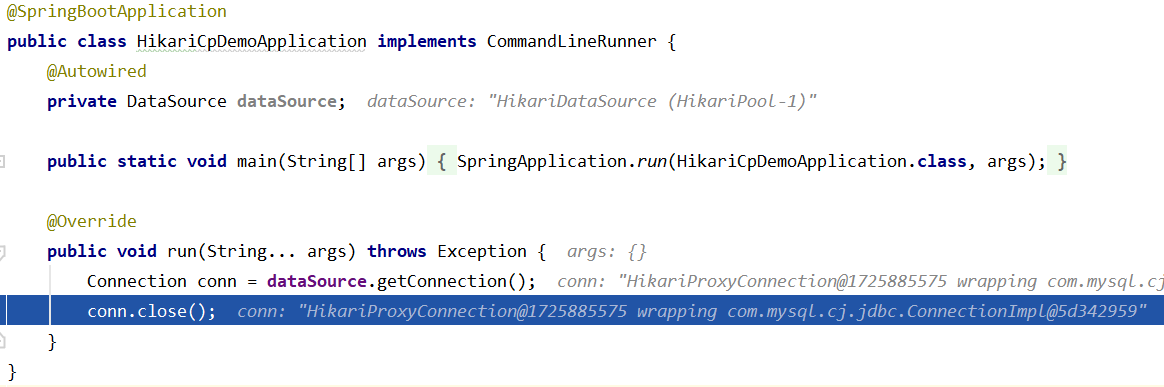 @SpringBootApplication
public class HikariCpDemoApplication implements CommandLineRunner {
@Autowired
private DataSource dataSource; dataSource: "HikariDataSource (HikariPool-1)"
public static void main(String[] args) { SpringApplication.run(HikariCpDemoApplication.class, args); }
@Override
public void run(String... args) throws Exception { args: {}
Connection conn = dataSource.getConnection(); conn: "HikariProxyConnection@1725885575 wrapping com.mysql.cj
conn.close(); conn: "HikariProxyConnection@1725885575 wrapping com.mysql.cj.jdbc.ConnectionImpl@5d342959"
}
}